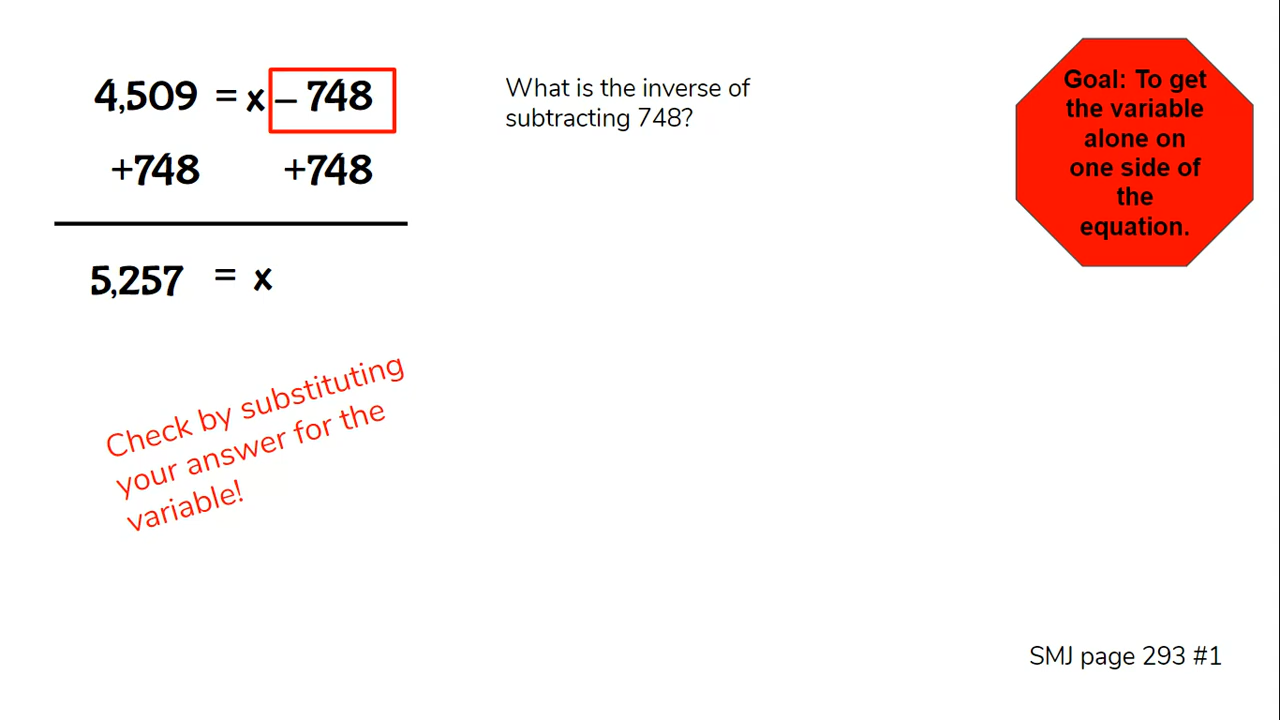 4,509 = x – 748
+748 +748
5,257 = x
What is the inverse of
subtracting 748?
Goal: To get
the variable
alone on
one side of
the
equation.
Check by substituting
your answer for the
variable!
SMJ page 293 #1